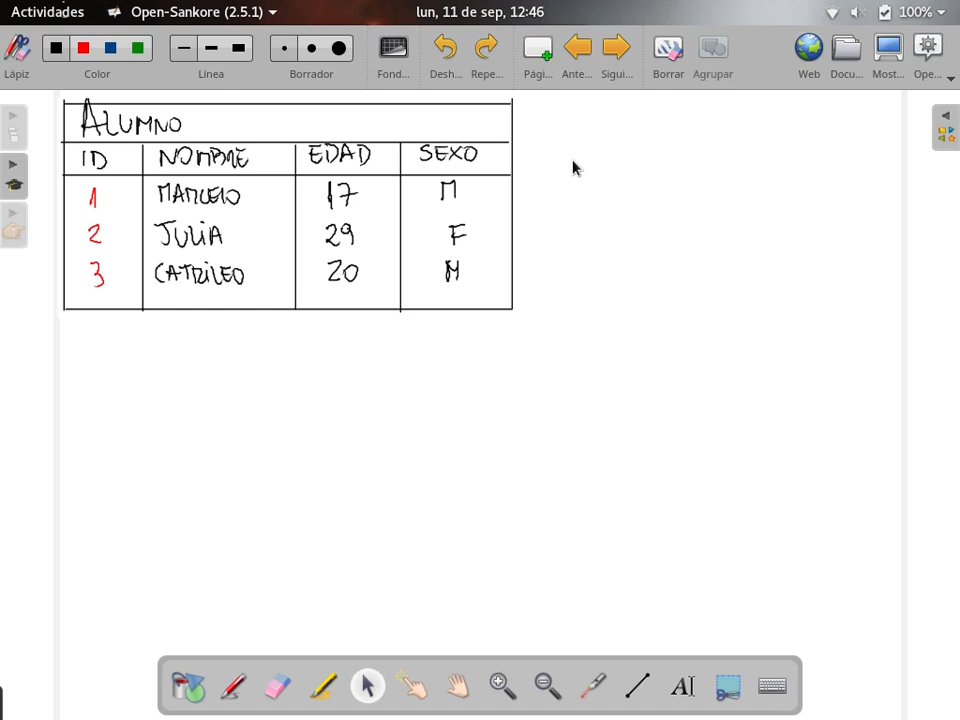 Actividades Open-Sankore (2.5.1) lun, 11 de sep, 12:46 100%
Lápiz Color Línea Borrador Fond... Desh... Repe... Pági... Ante... Sigui... Borrar Agrupar Web Docu... Most... Ope...
ALUMNO
ID NOMBRE EDAD SEXO
1 MARCELO 17 M
2 JULIA 29 F
3 CATRILEO 20 M
AI